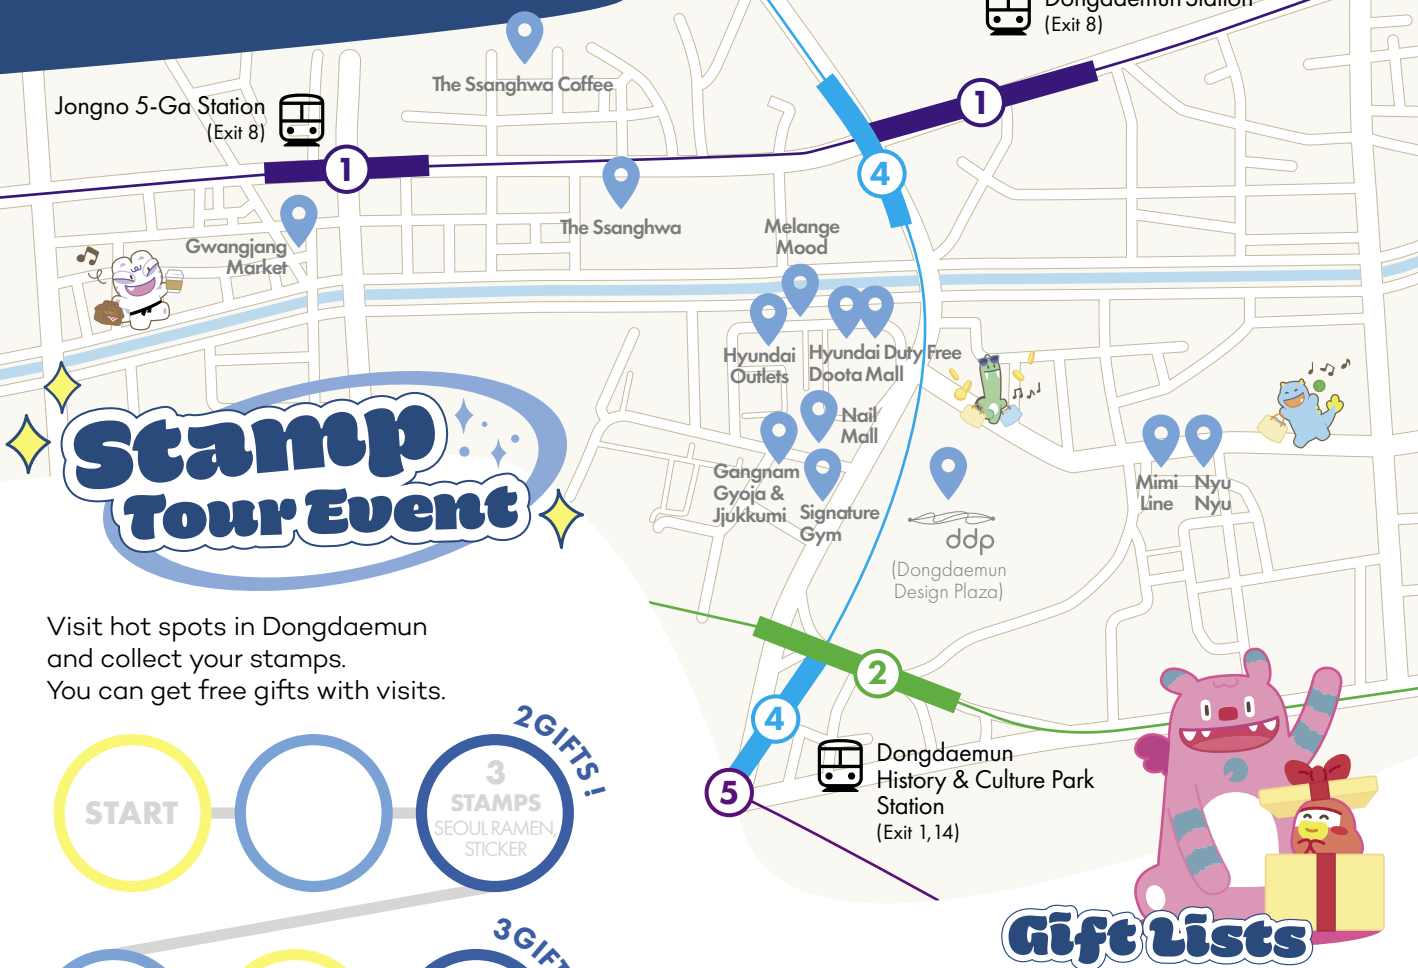 Dongdaemun Station
(Exit 8)
The Ssanghwa Coffee
Jongno 5-Ga Station
(Exit 8)
1
1
4
The Ssanghwa
Gwangjang
Market
Melange
Mood
Hyundai
Outlets
Hyundai Duty Free
Doota Mall
Nail
Mall
Gangnam
Gyoja &
Jjukkumi
Signature
Gym
Mimi
Line
Nyu
Nyu
ddp
(Dongdaemun
Design Plaza)
Stamp
Tour Event
Visit hot spots in Dongdaemun
and collect your stamps.
You can get free gifts with visits.
2
4
5
Dongdaemun
History & Culture Park
Station
(Exit 1,14)
2GIFTS!
START
3
STAMPS
SEOUL RAMEN,
STICKER
3GIFT
Gift Lists